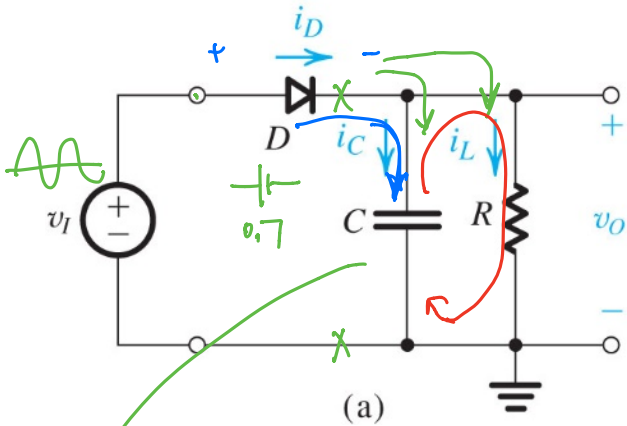 + i_D −
D i_C i_L +
v_I + − 0.7 C R v_O
−
(a)